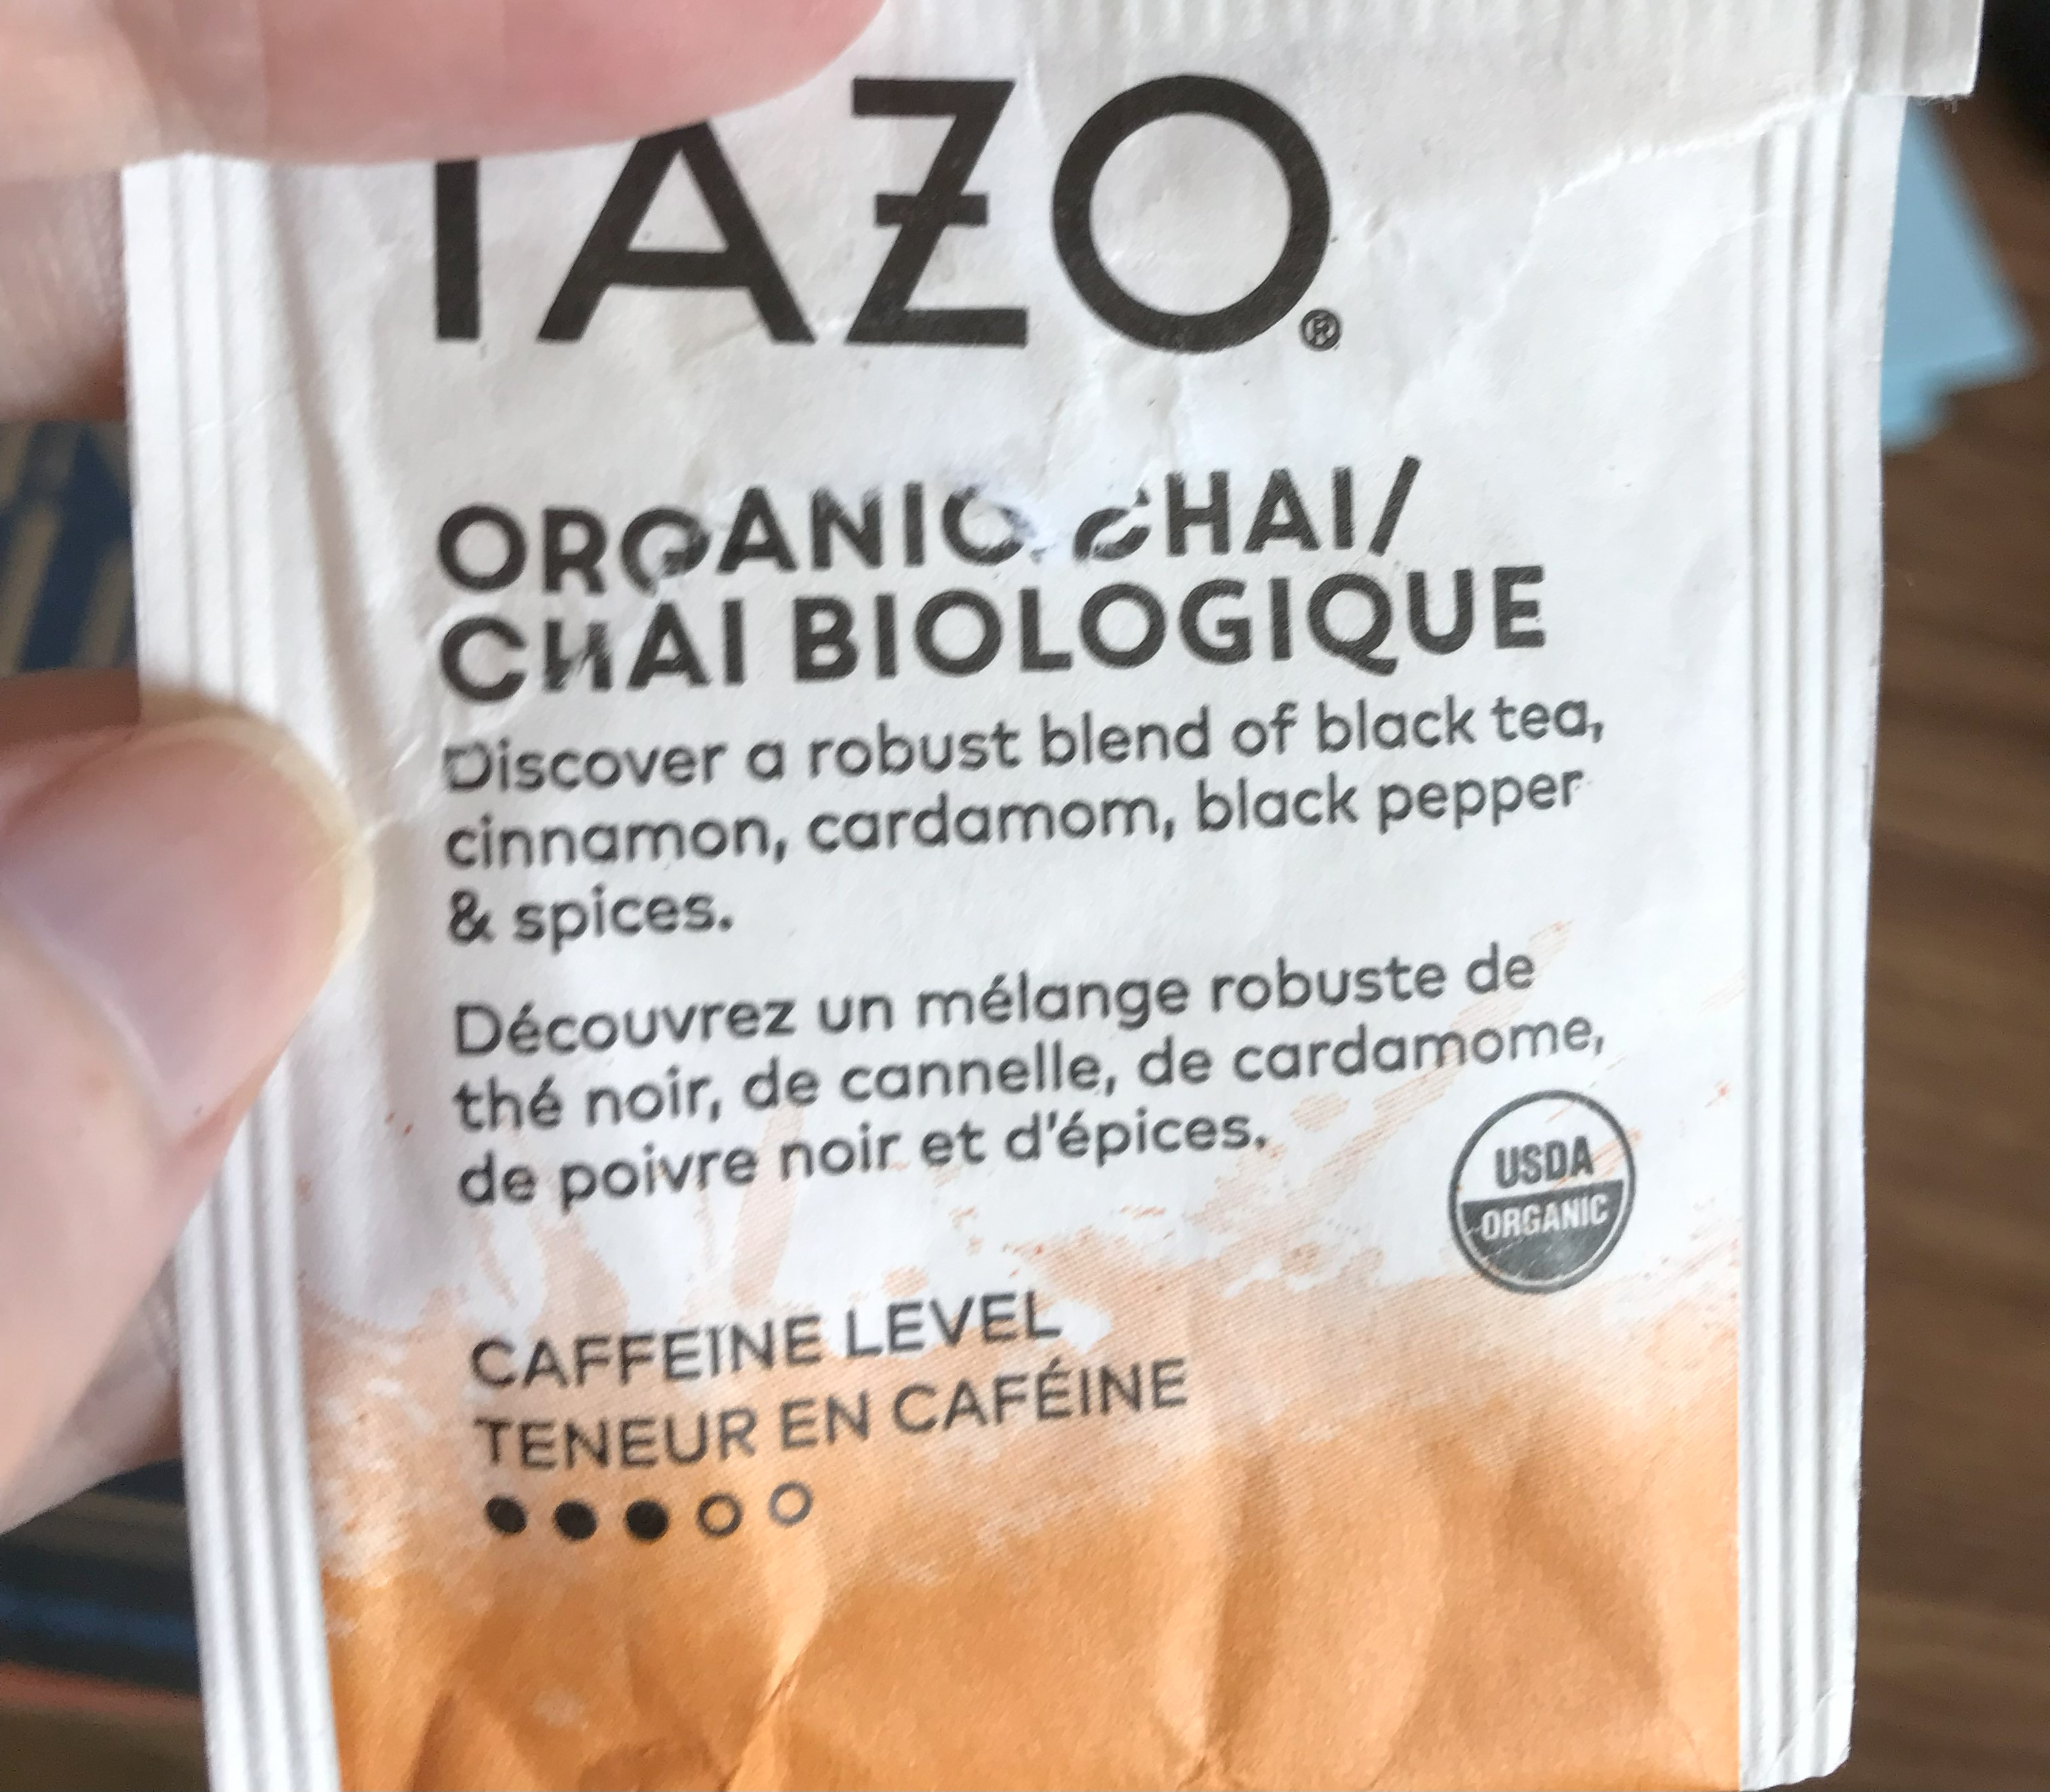 TAZO®
ORGANIC CHAI/
CHAI BIOLOGIQUE
Discover a robust blend of black tea,
cinnamon, cardamom, black pepper
& spices.
Découvrez un mélange robuste de
thé noir, de cannelle, de cardamome,
de poivre noir et d'épices.
USDA
ORGANIC
CAFFEINE LEVEL
TENEUR EN CAFÉINE